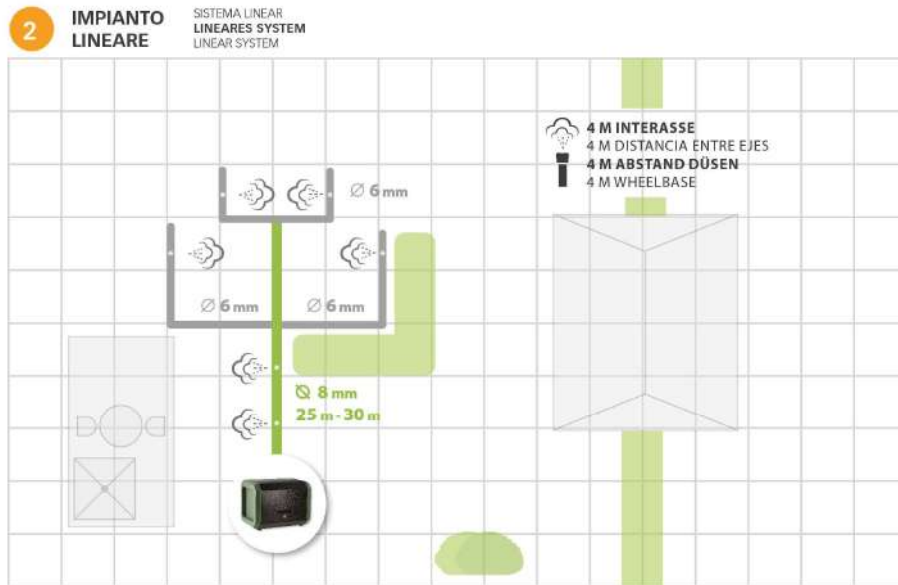 2
IMPIANTO
LINEARE
SISTEMA LINEAR
LINEARES SYSTEM
LINEAR SYSTEM
4 M INTERASSE
4 M DISTANCIA ENTRE EJES
4 M ABSTAND DÜSEN
4 M WHEELBASE
Ø 6 mm
Ø 6 mm
Ø 6 mm
Ø 8 mm
25 m - 30 m